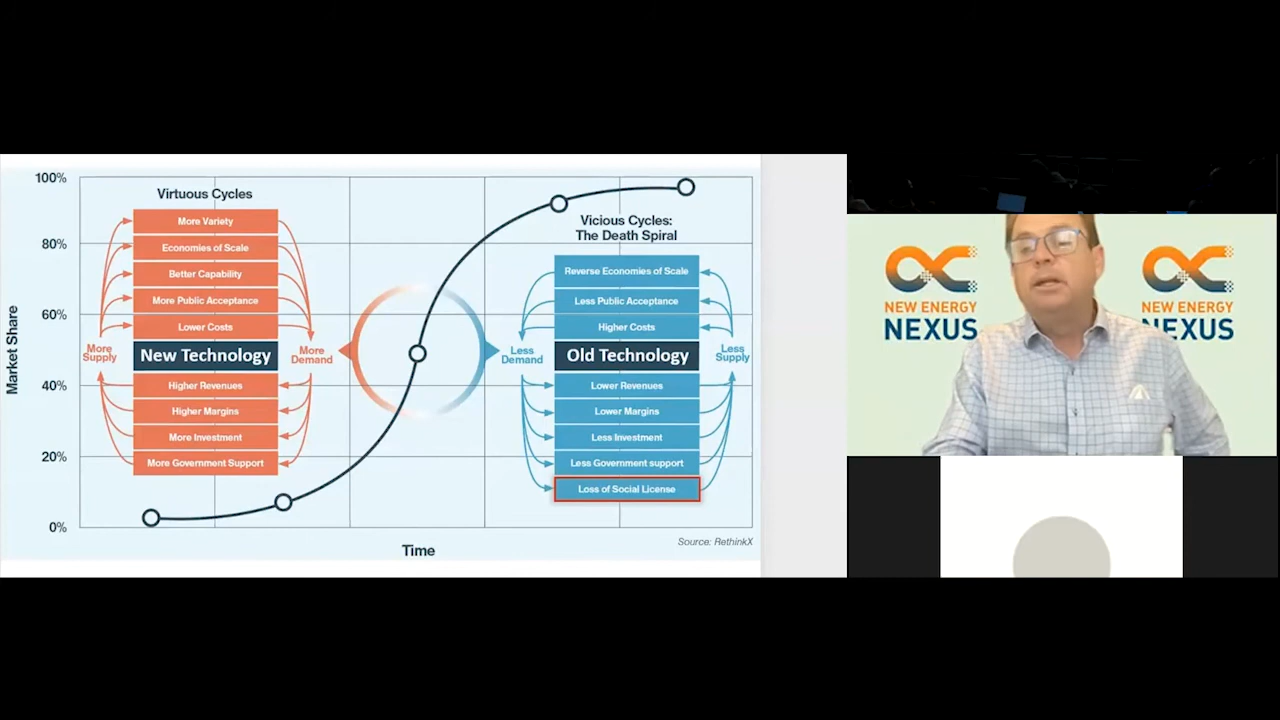 100%
80%
60%
40%
20%
0%
Market Share
Virtuous Cycles
More Variety
Economies of Scale
Better Capability
More Public Acceptance
Lower Costs
More
Supply
New Technology
More
Demand
Higher Revenues
Higher Margins
More Investment
More Government Support
Vicious Cycles:
The Death Spiral
Reverse Economies of Scale
Less Public Acceptance
Higher Costs
Less
Demand
Old Technology
Less
Supply
Lower Revenues
Lower Margins
Less Investment
Less Government support
Loss of Social License
Source: RethinkX
Time
NEW ENERGY
NEXUS
NEW ENERGY
NEXUS